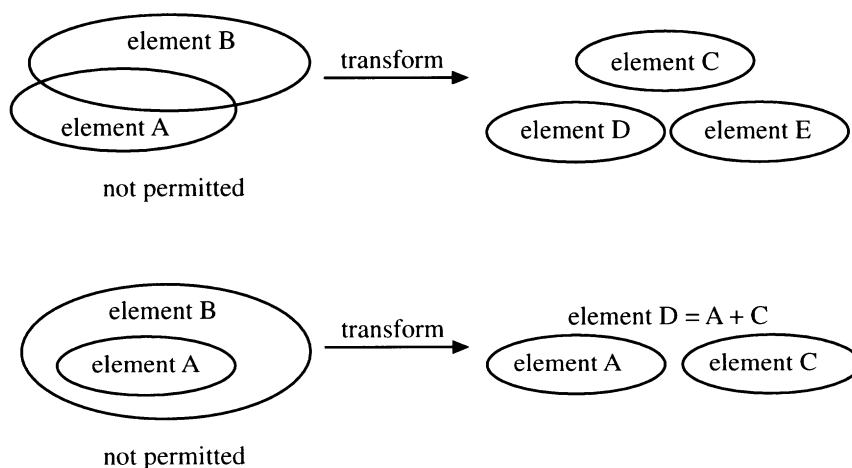 element B
transform
element C
element A
element D
element E
not permitted
element B
transform
element D = A + C
element A
element A
element C
not permitted